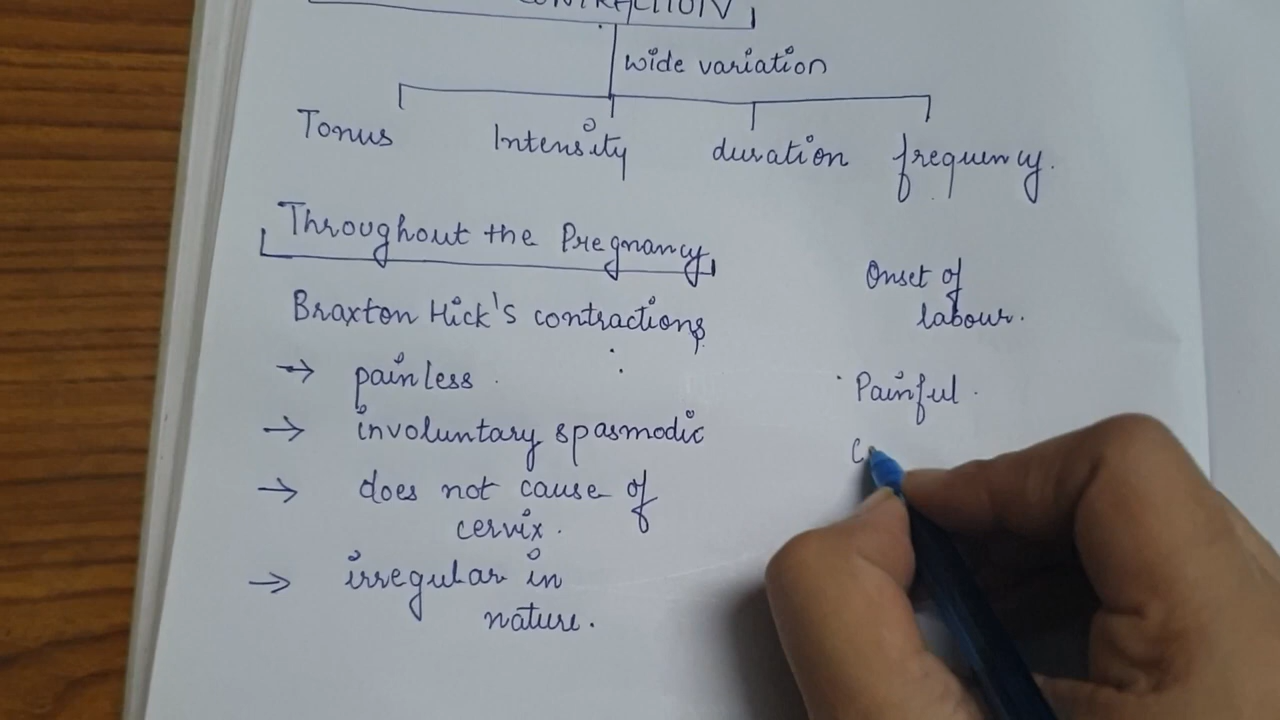 CONTRACTION
wide variation
Tonus Intensity duration frequency.
Throughout the Pregnancy
Braxton Hick's contractions
→ painless.
→ involuntary spasmodic
→ does not cause of
cervix.
→ irregular in
nature.
Onset of
labour.
Painful.